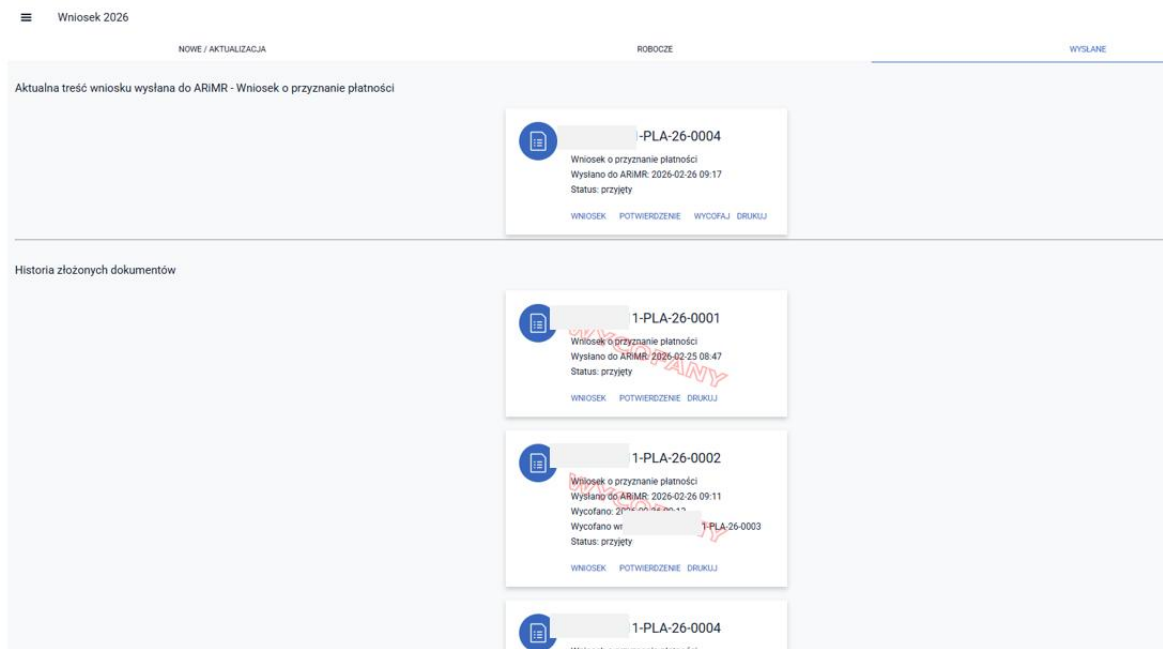 Wniosek 2026
NOWE / AKTUALIZACJA
ROBOCZE
WYSŁANE
Aktualna treść wniosku wysłana do ARiMR - Wniosek o przyznanie płatności
-PLA-26-0004
Wniosek o przyznanie płatności
Wysłano do ARiMR: 2026-02-26 09:17
Status: przyjęty
WNIOSEK POTWIERDZENIE WYCOFAJ DRUKUJ
Historia złożonych dokumentów
1-PLA-26-0001
Wniosek o przyznanie płatności
Wysłano do ARiMR: 2026-02-25 08:47
Status: przyjęty
WYCOPANY
WNIOSEK POTWIERDZENIE DRUKUJ
1-PLA-26-0002
Wniosek o przyznanie płatności
Wysłano do ARiMR: 2026-02-26 09:11
Wycofano:
Wycofano 1-PLA-26-0003
Status: przyjęty
WNIOSEK POTWIERDZENIE DRUKUJ
1-PLA-26-0004